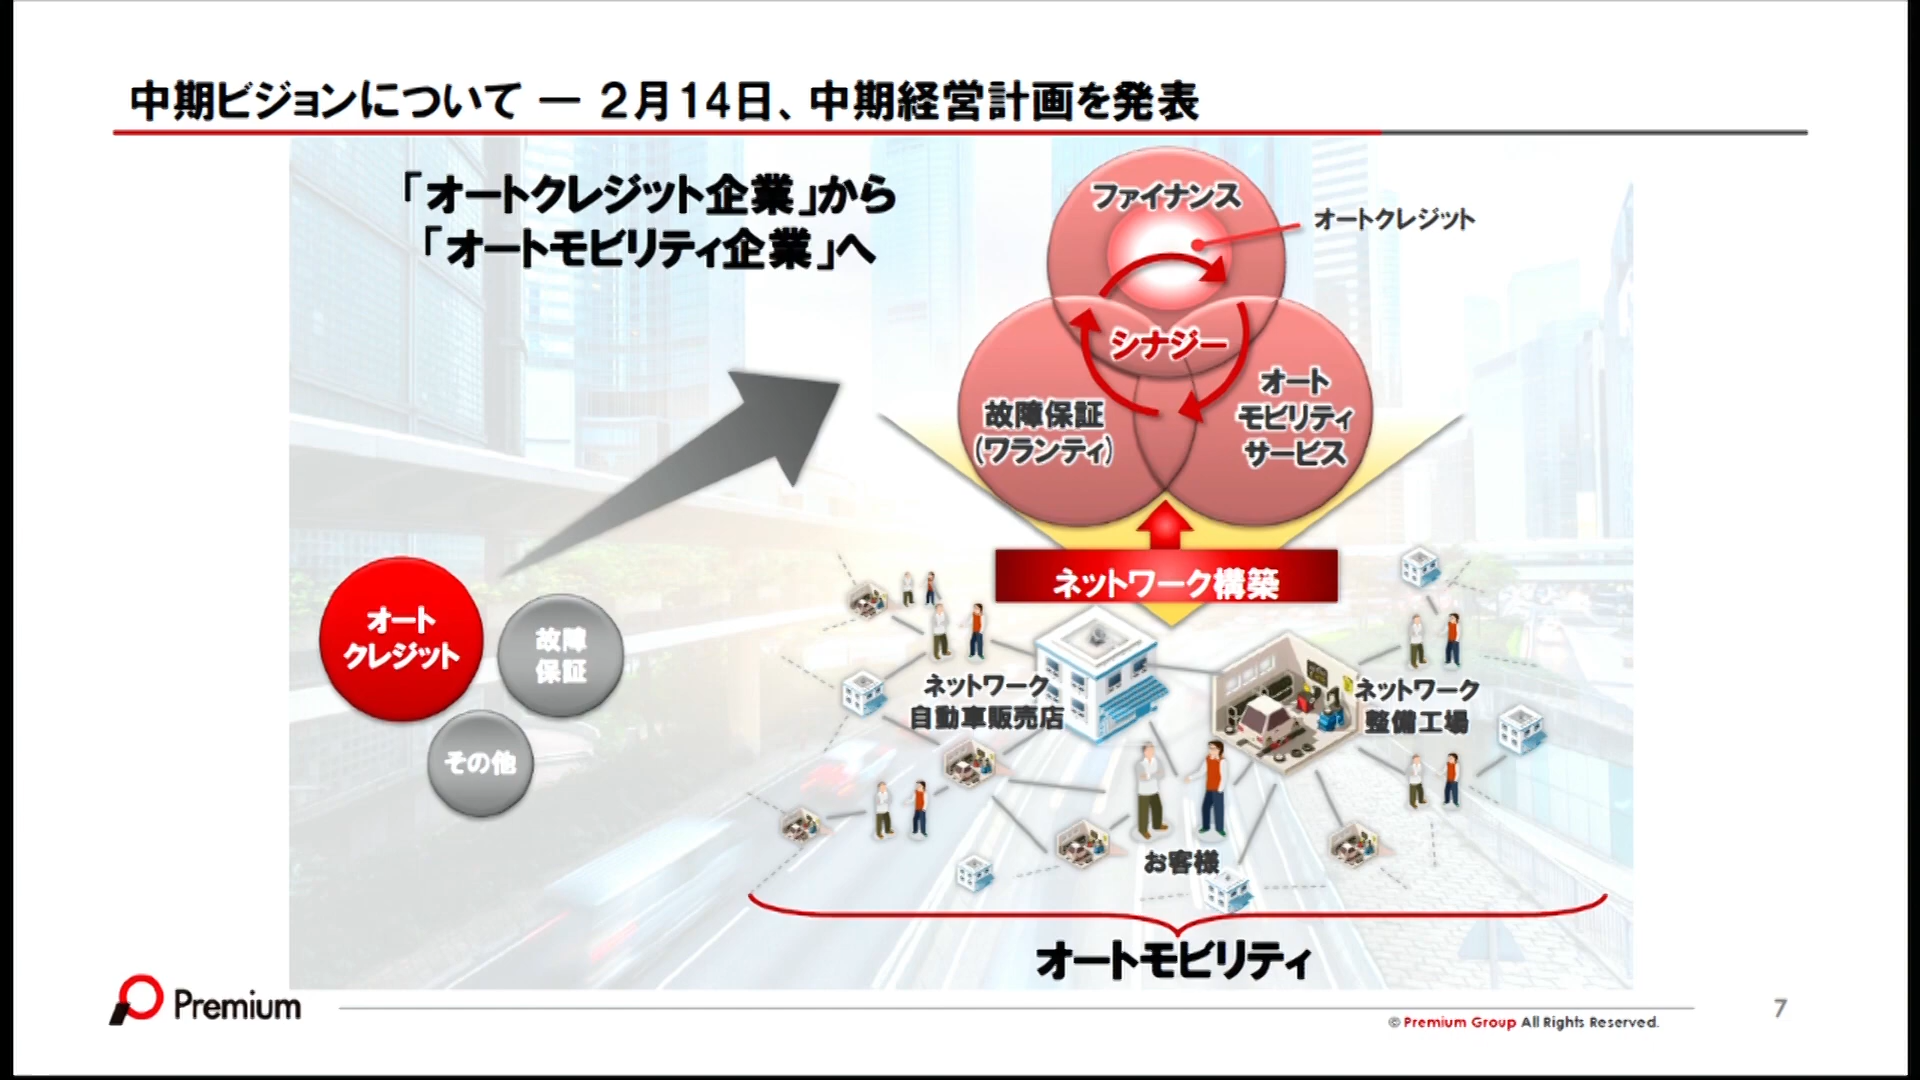 中期ビジョンについて ― 2月14日、中期経営計画を発表
「オートクレジット企業」から
「オートモビリティ企業」へ
ファイナンス
オートクレジット
シナジー
故障保証
(ワランティ)
オート
モビリティ
サービス
ネットワーク構築
オート
クレジット
故障
保証
その他
ネットワーク
自動車販売店
ネットワーク
整備工場
お客様
オートモビリティ
Premium
© Premium Group All Rights Reserved.
7